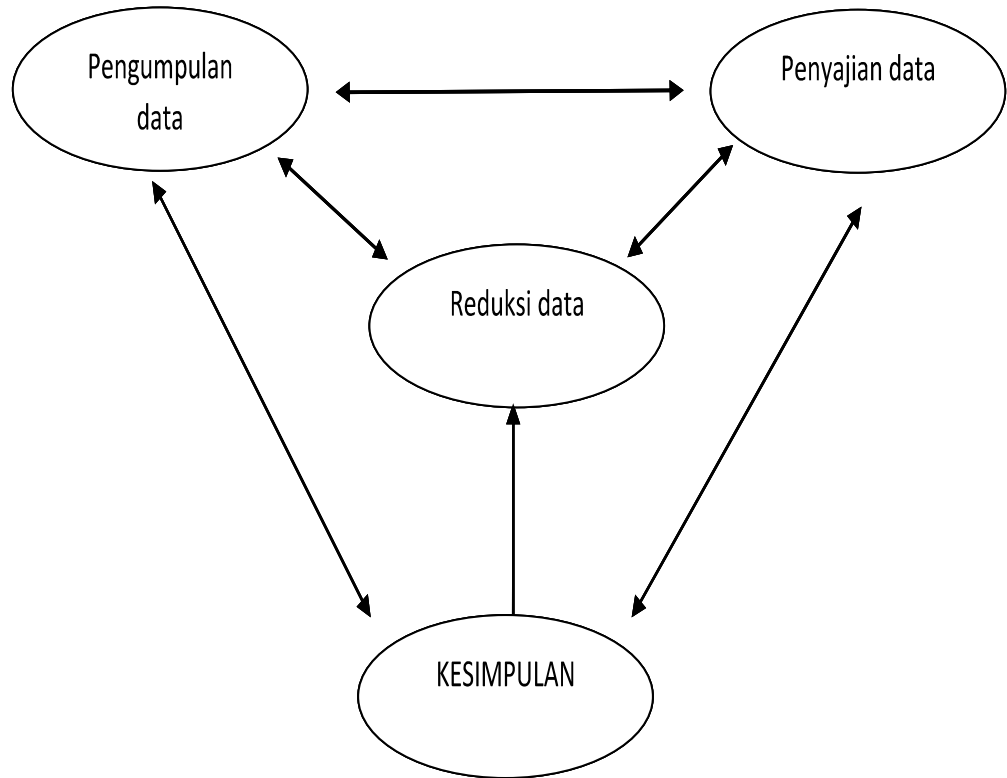 Pengumpulan
data
Penyajian data
Reduksi data
KESIMPULAN